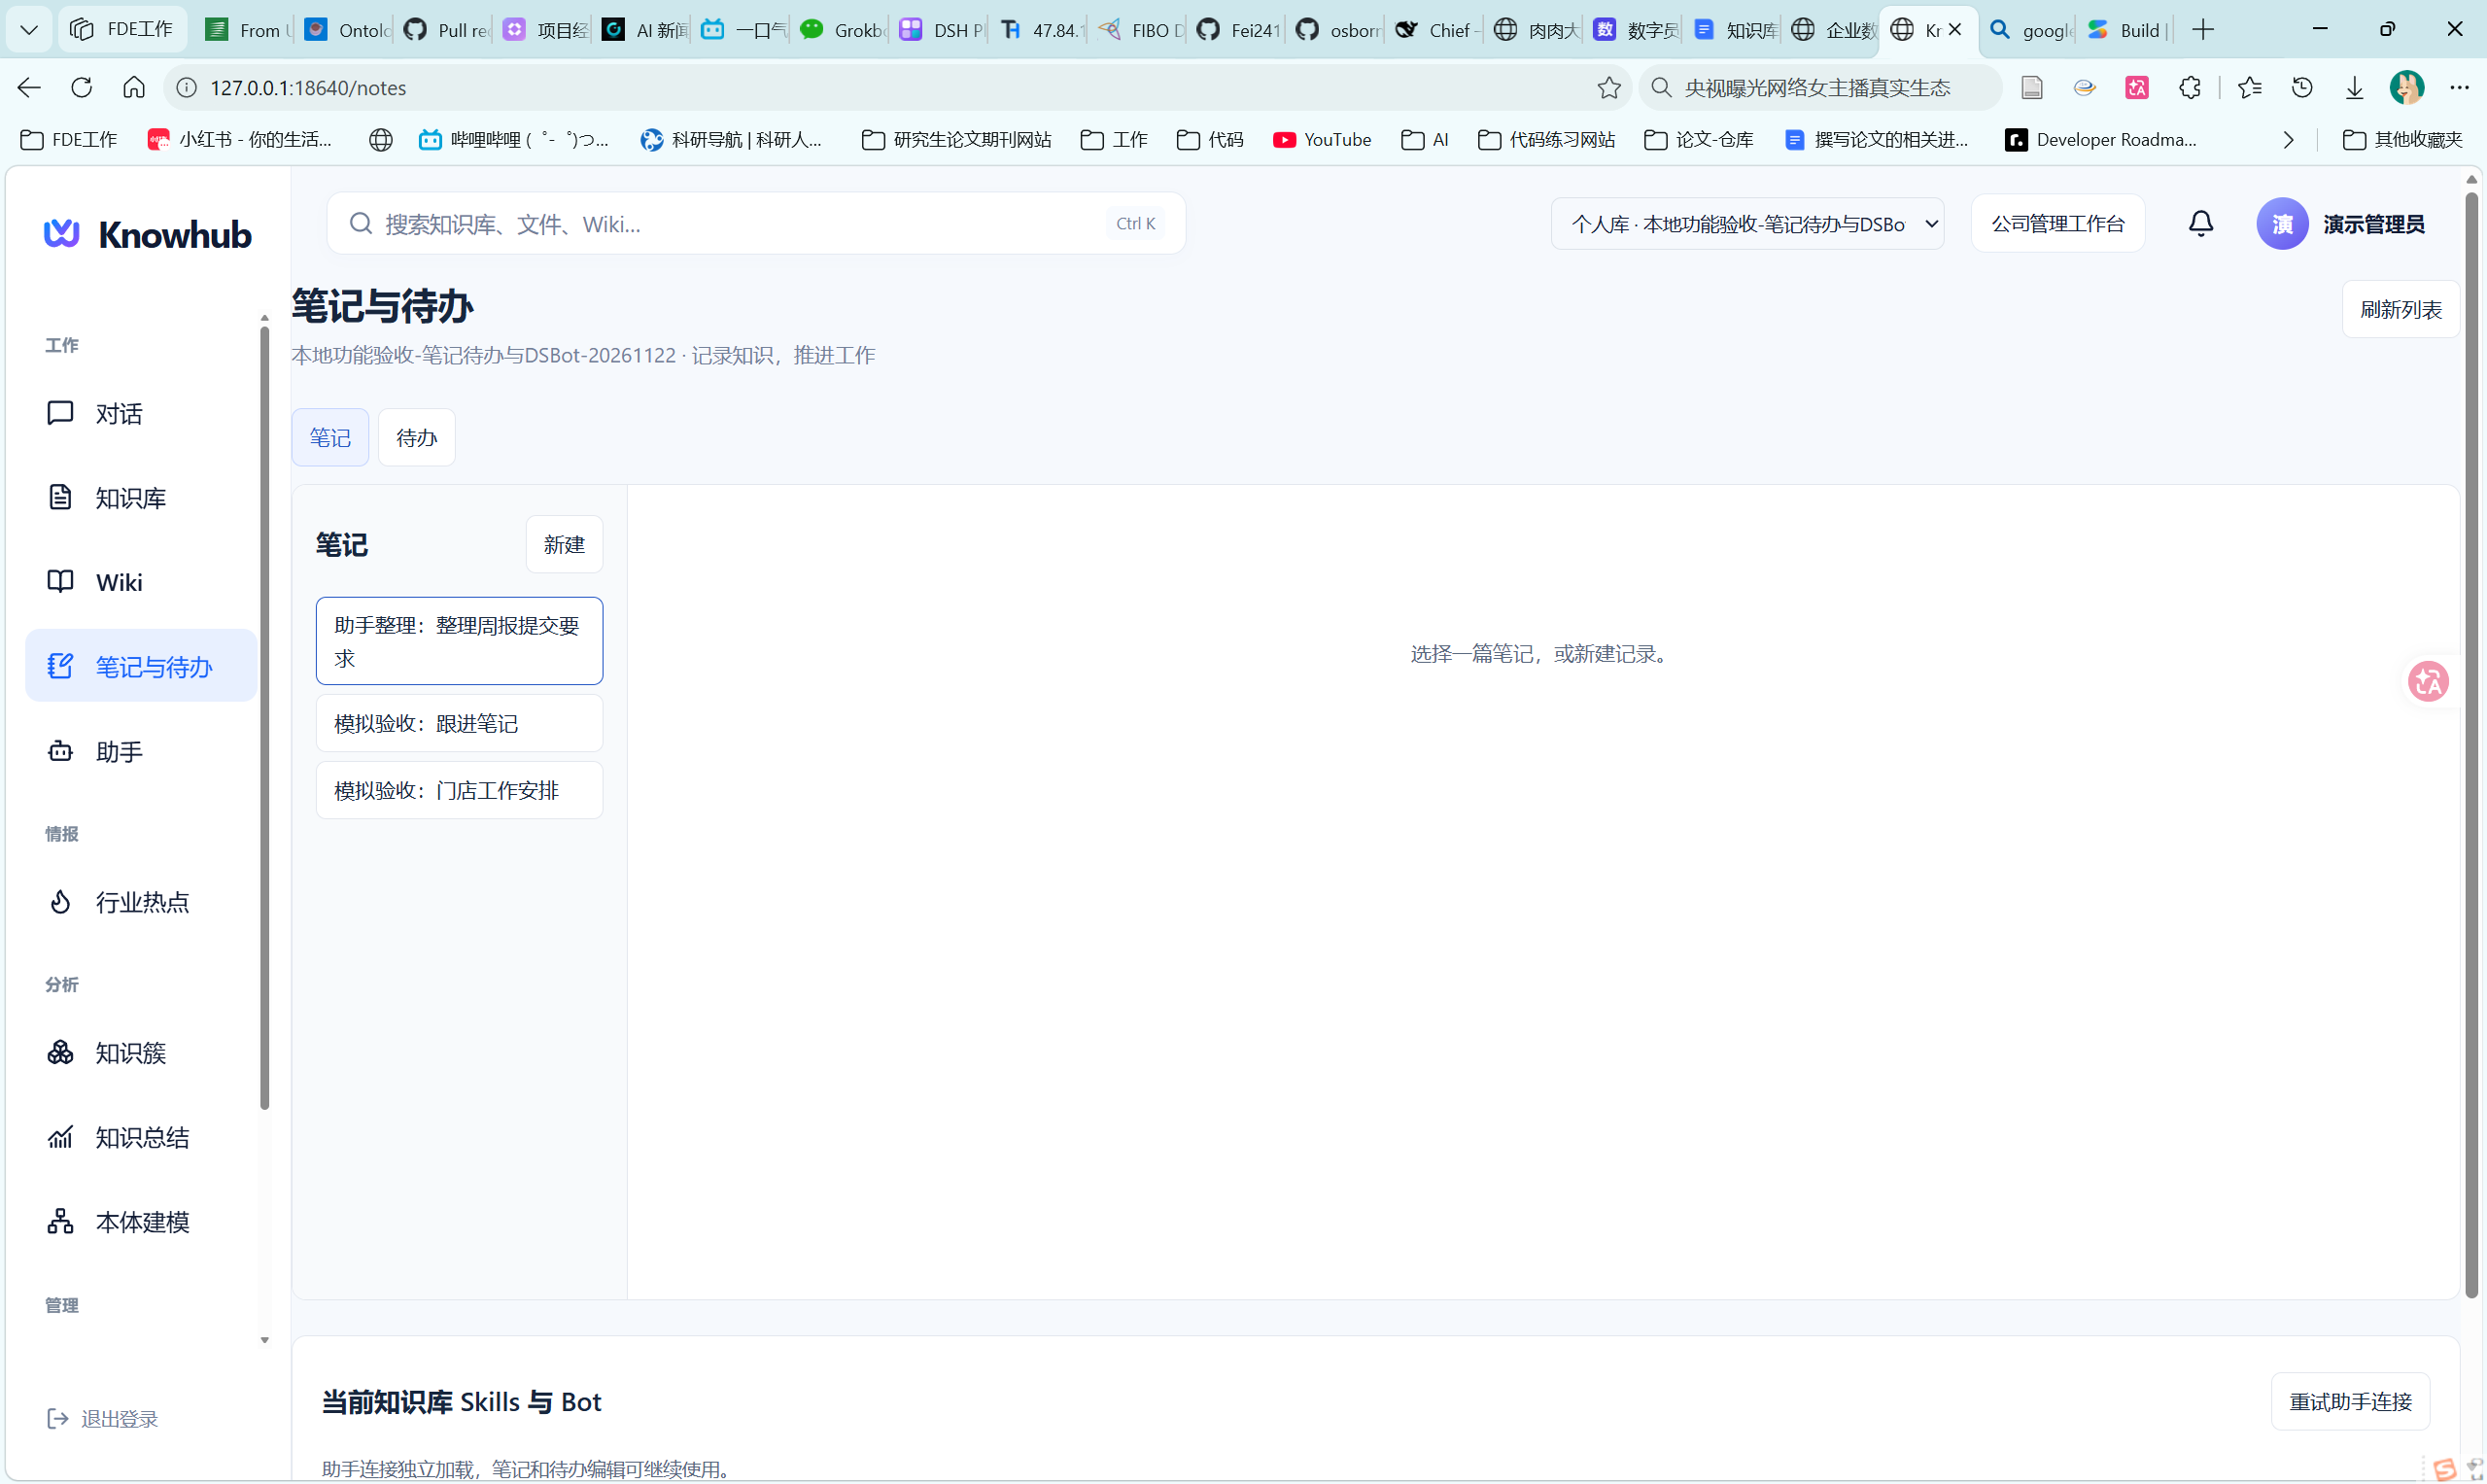 FDE工作
From
Ontolo
Pull re
项目经
AI 新闻
一口气
Grokb
DSH P
47.84.1
FIBO D
Fei241
osborn
Chief -
肉肉大
数字员
知识库
企业数
Kr
google
Build |
127.0.0.1:18640/notes
央视曝光网络女主播真实生态
FDE工作
小红书 - 你的生活...
哔哩哔哩 ( ゜- ゜)つ...
科研导航 | 科研人...
研究生论文期刊网站
工作
代码
YouTube
AI
代码练习网站
论文-仓库
撰写论文的相关进...
Developer Roadma...
其他收藏夹
Knowhub
搜索知识库、文件、Wiki...
Ctrl K
个人库 · 本地功能验收-笔记待办与DSBo
公司管理工作台
演
演示管理员
笔记与待办
刷新列表
本地功能验收-笔记待办与DSBot-20261122 · 记录知识，推进工作
笔记
待办
工作
对话
知识库
Wiki
笔记与待办
助手
情报
行业热点
分析
知识簇
知识总结
本体建模
管理
退出登录
笔记
新建
助手整理：整理周报提交要
求
模拟验收：跟进笔记
模拟验收：门店工作安排
选择一篇笔记，或新建记录。
当前知识库 Skills 与 Bot
重试助手连接
助手连接独立加载，笔记和待办编辑可继续使用。